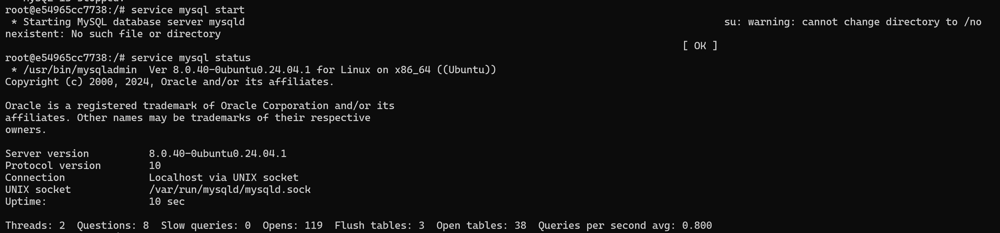 MySQL is stopped.
root@e54965cc7738:/# service mysql start
 * Starting MySQL database server mysqld su: warning: cannot change directory to /no
nexistent: No such file or directory
[ OK ]
root@e54965cc7738:/# service mysql status
 * /usr/bin/mysqladmin  Ver 8.0.40-0ubuntu0.24.04.1 for Linux on x86_64 ((Ubuntu))
Copyright (c) 2000, 2024, Oracle and/or its affiliates.
Oracle is a registered trademark of Oracle Corporation and/or its
affiliates. Other names may be trademarks of their respective
owners.
Server version 8.0.40-0ubuntu0.24.04.1
Protocol version 10
Connection Localhost via UNIX socket
UNIX socket /var/run/mysqld/mysqld.sock
Uptime: 10 sec
Threads: 2  Questions: 8  Slow queries: 0  Opens: 119  Flush tables: 3  Open tables: 38  Queries per second avg: 0.800